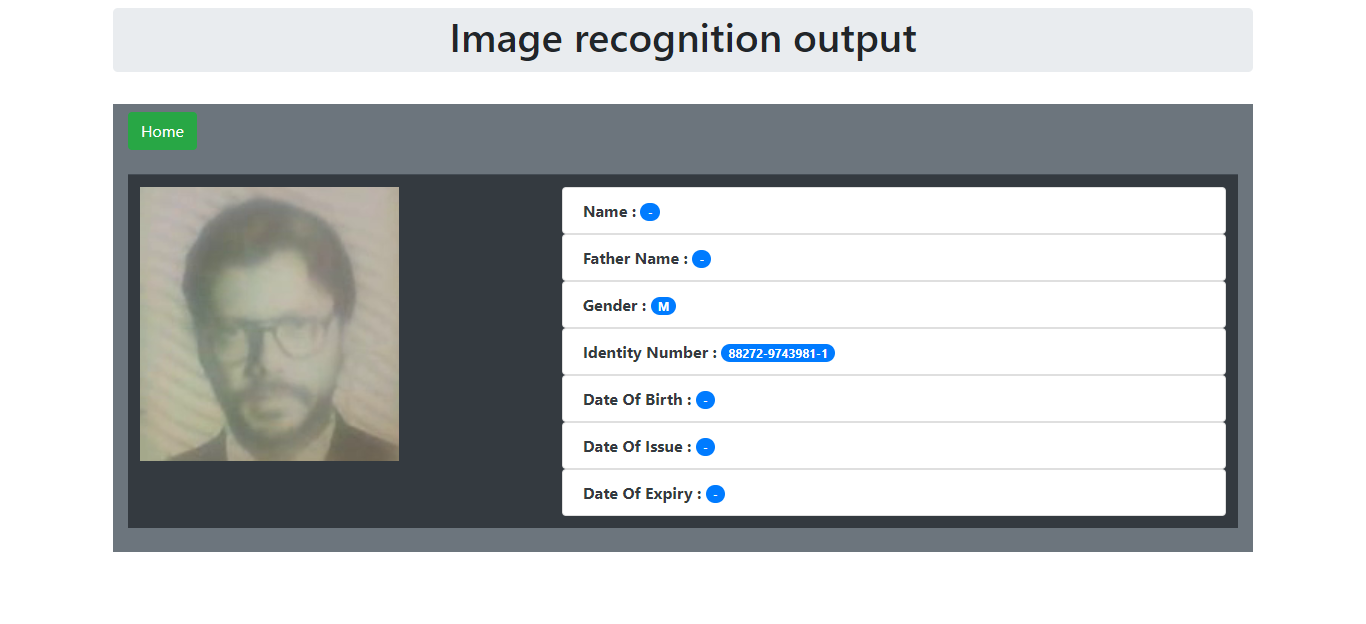 Image recognition output
Home
Name : -
Father Name : -
Gender : M
Identity Number : 88272-9743981-1
Date Of Birth : -
Date Of Issue : -
Date Of Expiry : -